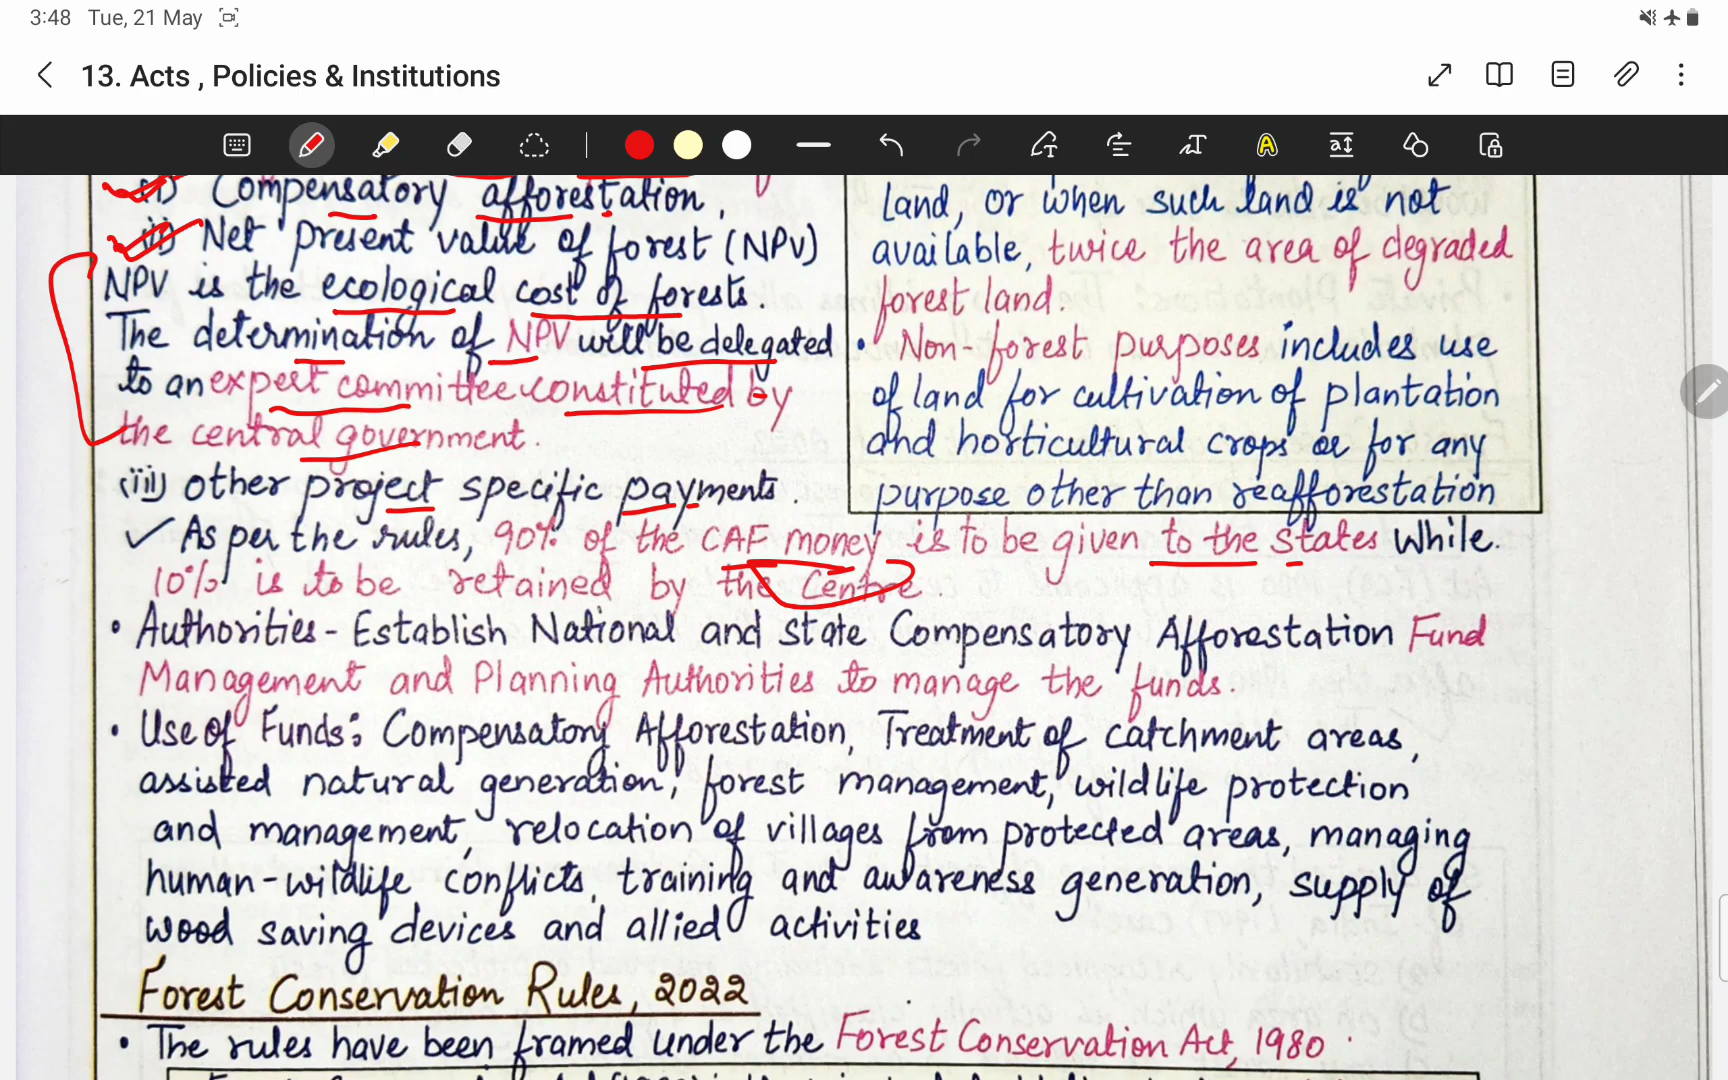 3:48 Tue, 21 May
13. Acts , Policies & Institutions
(i) Compensatory afforestation,
(ii) Net present value of forest (NPV)
NPV is the ecological cost of forests.
The determination of NPV will be delegated
to an expert committee constituted by
the central government.
(iii) other project specific payments.
land, or when such land is not
available, twice the area of degraded
forest land.
• Non-forest purposes includes use
of land for cultivation of plantation
and horticultural crops or for any
purpose other than reafforestation
✓ As per the rules, 90% of the CAF money is to be given to the states while.
10% is to be retained by the Centre.
• Authorities - Establish National and state Compensatory Afforestation Fund
Management and Planning Authorities to manage the funds.
• Use of Funds: Compensatory Afforestation, Treatment of catchment areas,
assisted natural generation, forest management, wildlife protection
and management, relocation of villages from protected areas, managing
human-wildlife conflicts, training and awareness generation, supply of
wood saving devices and allied activities
Forest Conservation Rules, 2022
• The rules have been framed under the Forest Conservation Act, 1980.